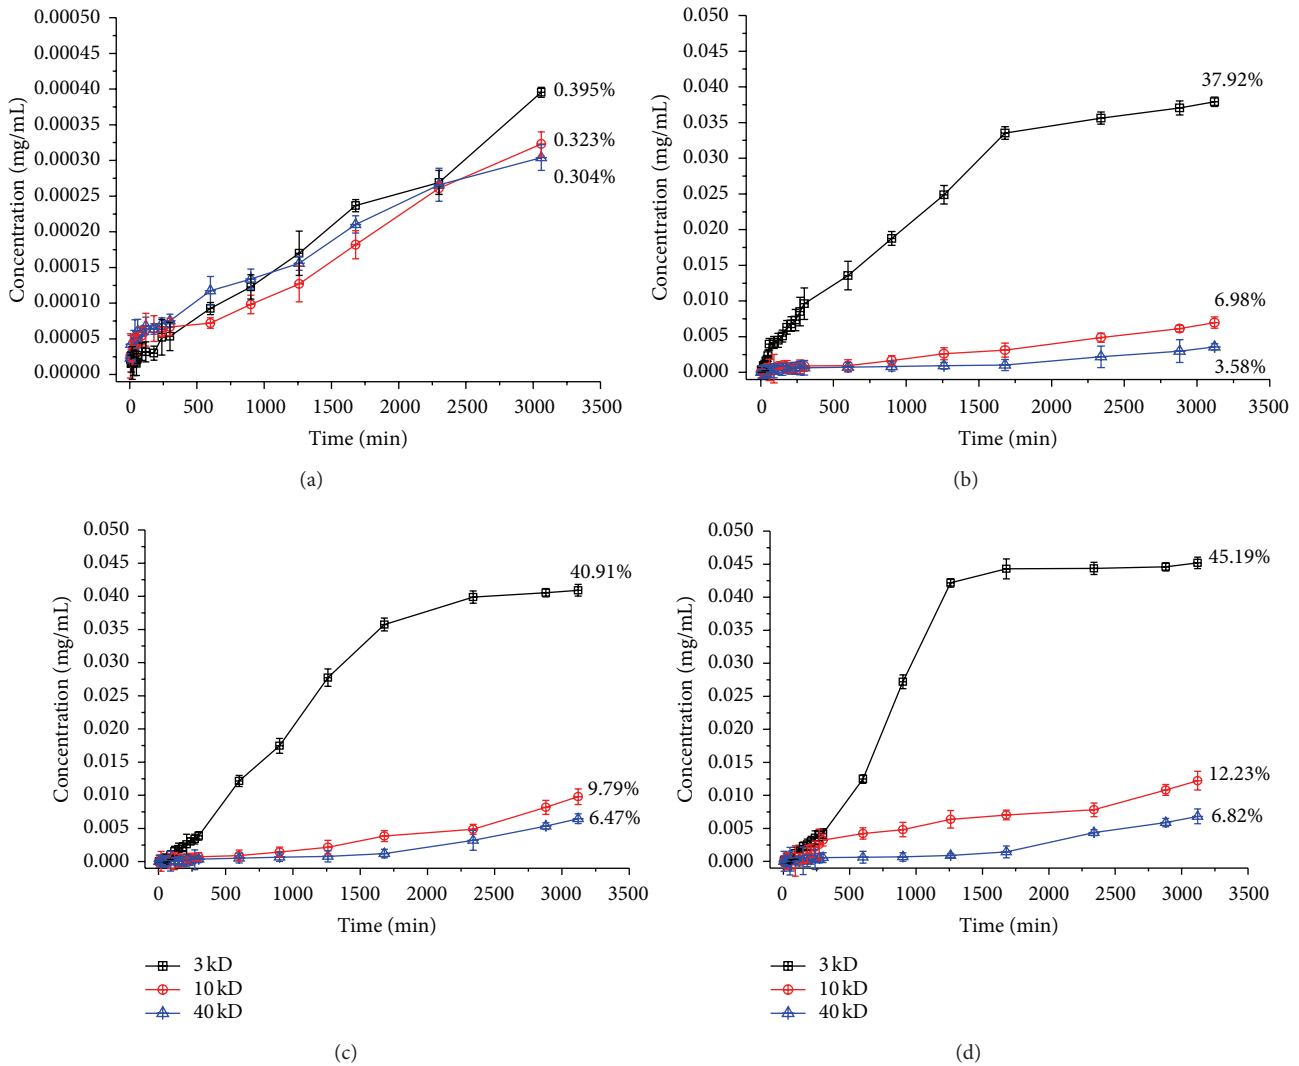 0.00050
0.00045
0.00040
0.00035
0.00030
0.00025
0.00020
0.00015
0.00010
0.00005
0.00000
Concentration (mg/mL)
0.395%
0.323%
0.304%
0 500 1000 1500 2000 2500 3000 3500
Time (min)
(a)
0.050
0.045
0.040
0.035
0.030
0.025
0.020
0.015
0.010
0.005
0.000
Concentration (mg/mL)
37.92%
6.98%
3.58%
0 500 1000 1500 2000 2500 3000 3500
Time (min)
(b)
0.050
0.045
0.040
0.035
0.030
0.025
0.020
0.015
0.010
0.005
0.000
Concentration (mg/mL)
40.91%
9.79%
6.47%
0 500 1000 1500 2000 2500 3000 3500
Time (min)
3 kD
10 kD
40 kD
(c)
0.050
0.045
0.040
0.035
0.030
0.025
0.020
0.015
0.010
0.005
0.000
Concentration (mg/mL)
45.19%
12.23%
6.82%
0 500 1000 1500 2000 2500 3000 3500
Time (min)
3 kD
10 kD
40 kD
(d)